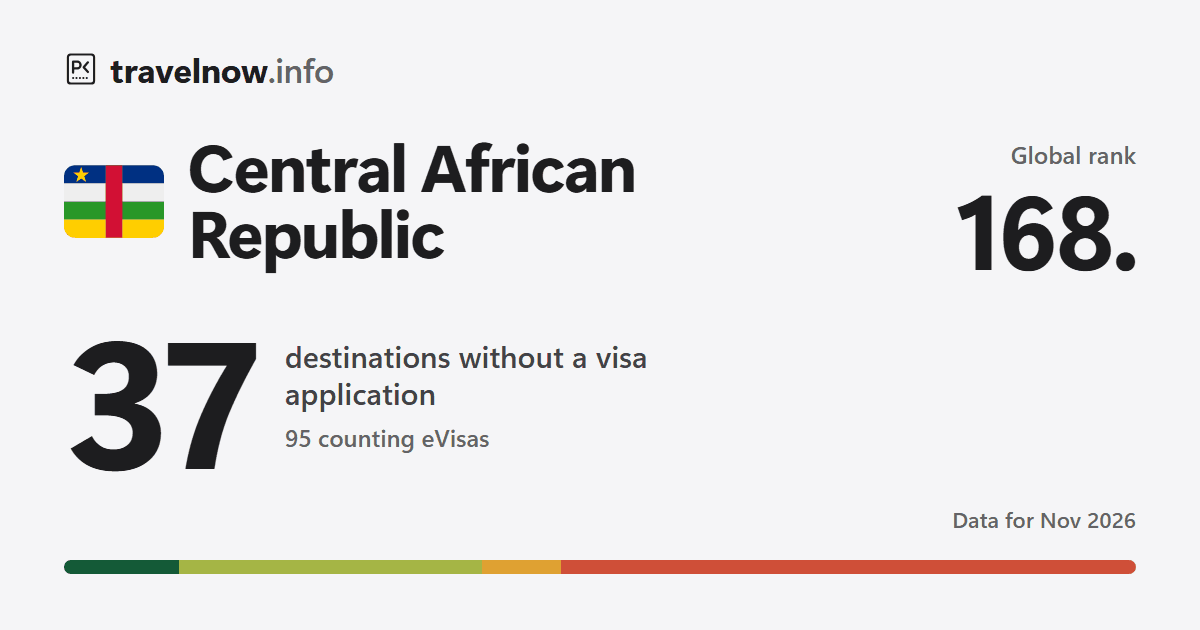 travelnow.info
Central African
Republic
Global rank
168.
37
destinations without a visa
application
95 counting eVisas
Data for Nov 2026